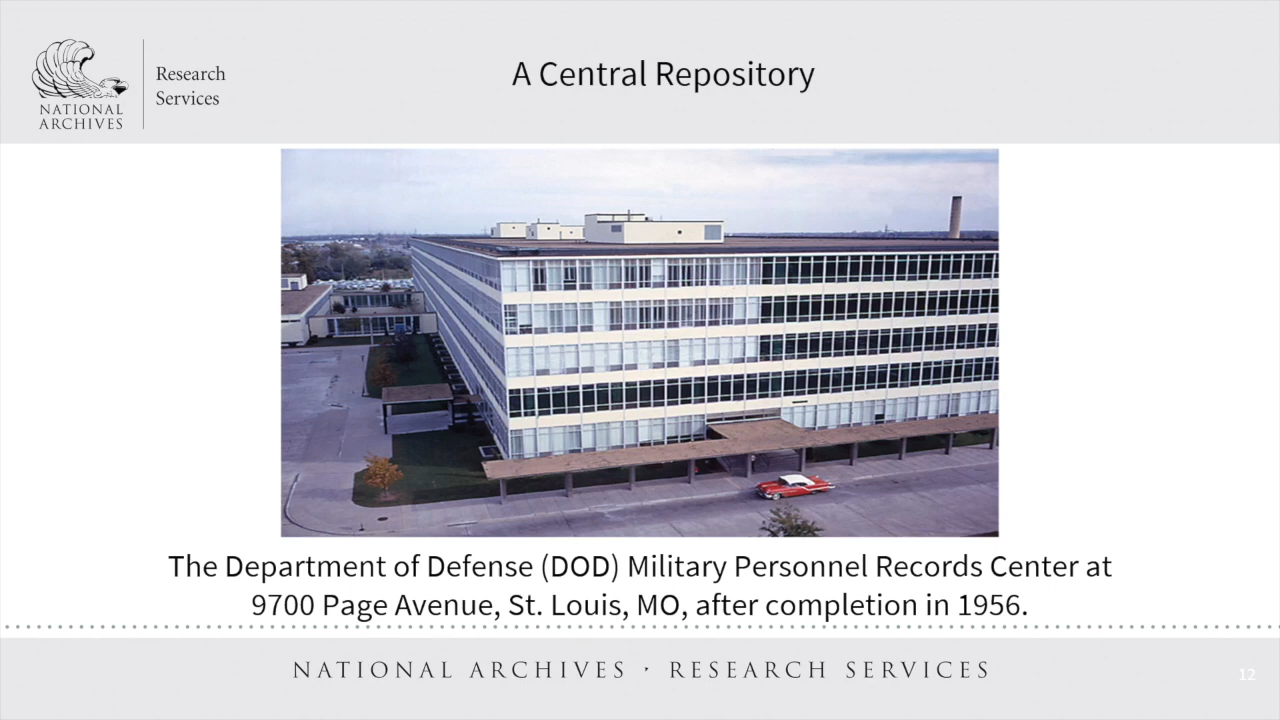 NATIONAL
ARCHIVES
Research
Services
A Central Repository
The Department of Defense (DOD) Military Personnel Records Center at
9700 Page Avenue, St. Louis, MO, after completion in 1956.
NATIONAL ARCHIVES · RESEARCH SERVICES
12